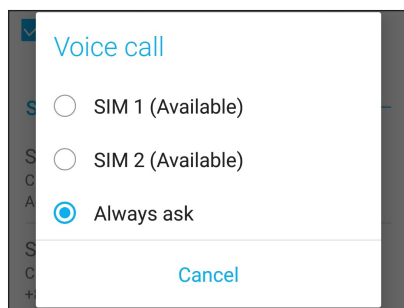 Voice call
SIM 1 (Available)
SIM 2 (Available)
Always ask
Cancel